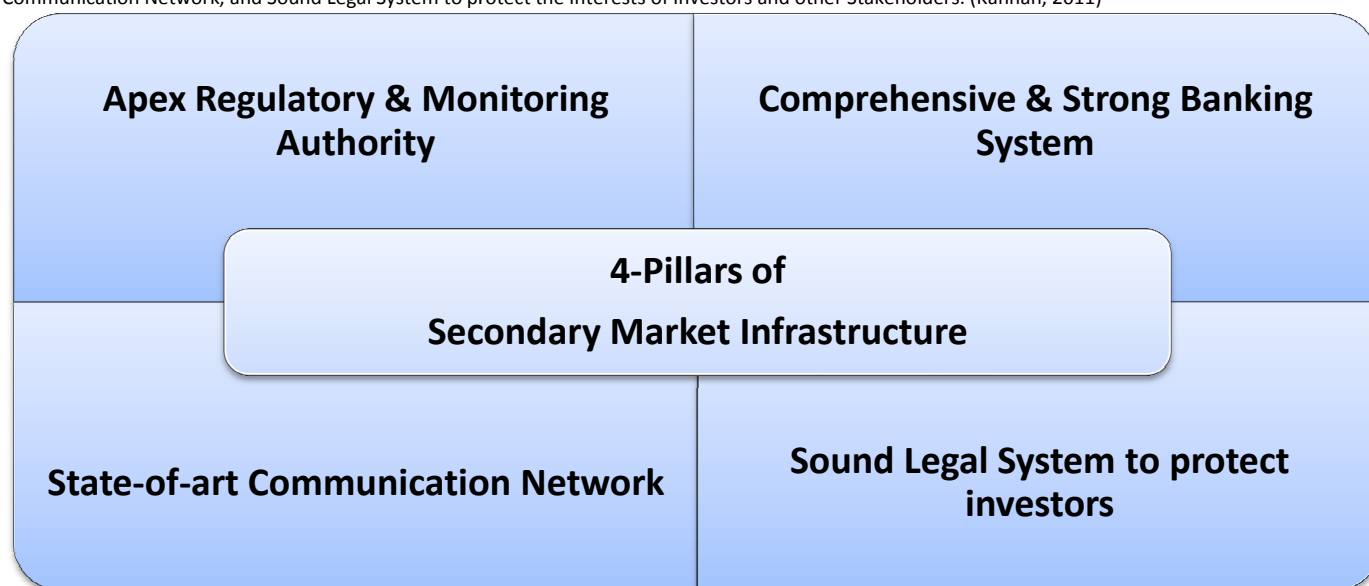 Communication Network, and Sound Legal System to protect the interests of investors and other Stakeholders. (Kannan, 2011)
Apex Regulatory & Monitoring
Authority
Comprehensive & Strong Banking
System
4-Pillars of
Secondary Market Infrastructure
State-of-art Communication Network
Sound Legal System to protect
investors